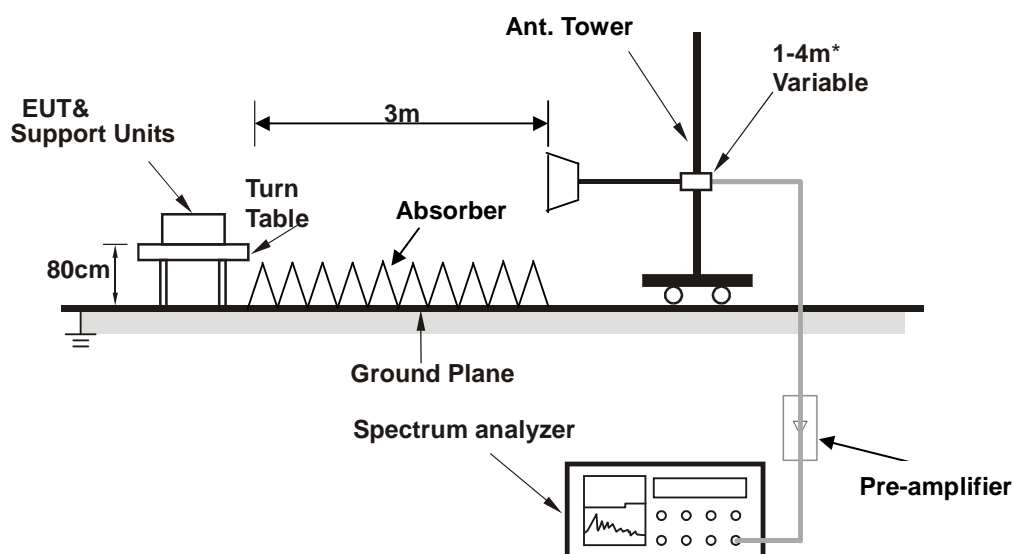 Ant. Tower
1-4m*
Variable
3m
EUT&
Support Units
Turn
Table
Absorber
80cm
Ground Plane
Spectrum analyzer
Pre-amplifier